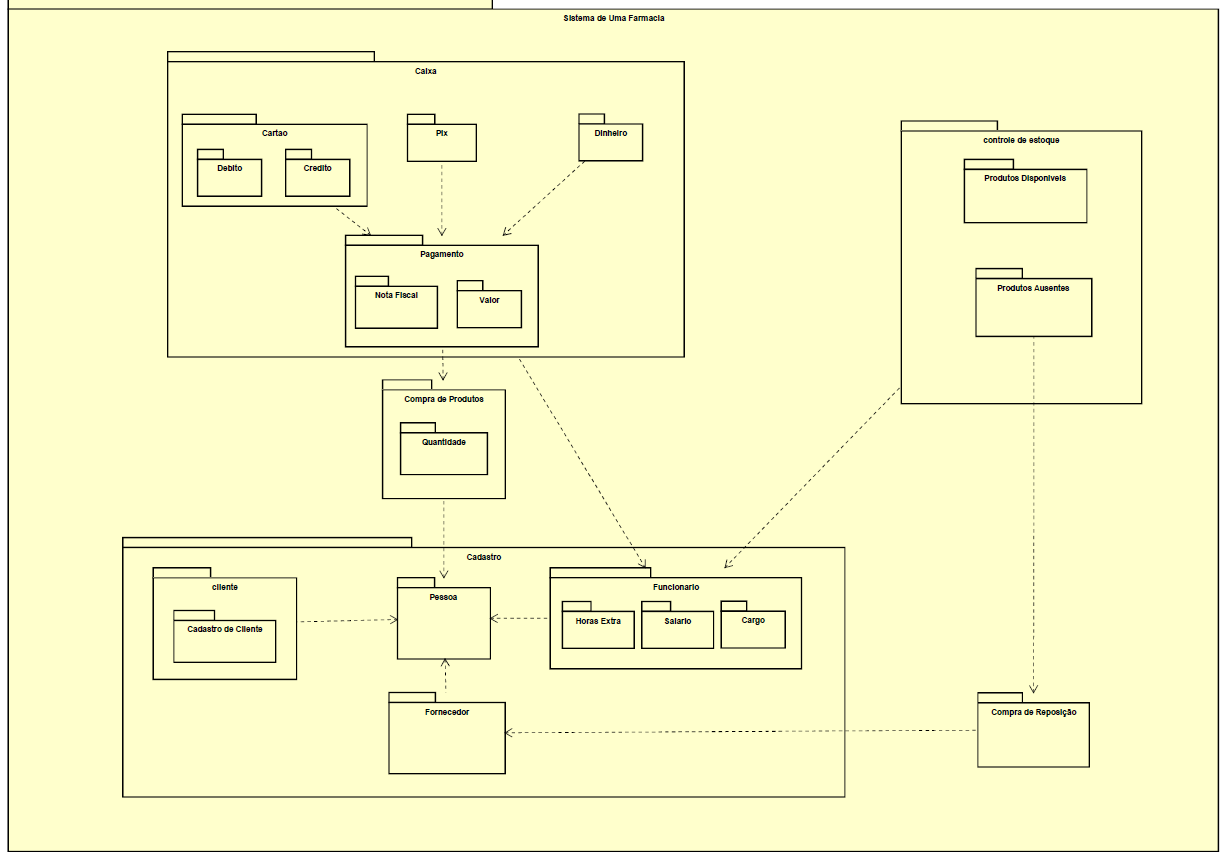 Sistema de Uma Farmacia
Caixa
Cartao
Debito
Credito
Pix
Dinheiro
Pagamento
Nota Fiscal
Valor
controle de estoque
Produtos Disponiveis
Produtos Ausentes
Compra de Produtos
Quantidade
Cadastro
cliente
Cadastro de Cliente
Pessoa
Funcionario
Horas Extra
Salario
Cargo
Fornecedor
Compra de Reposição